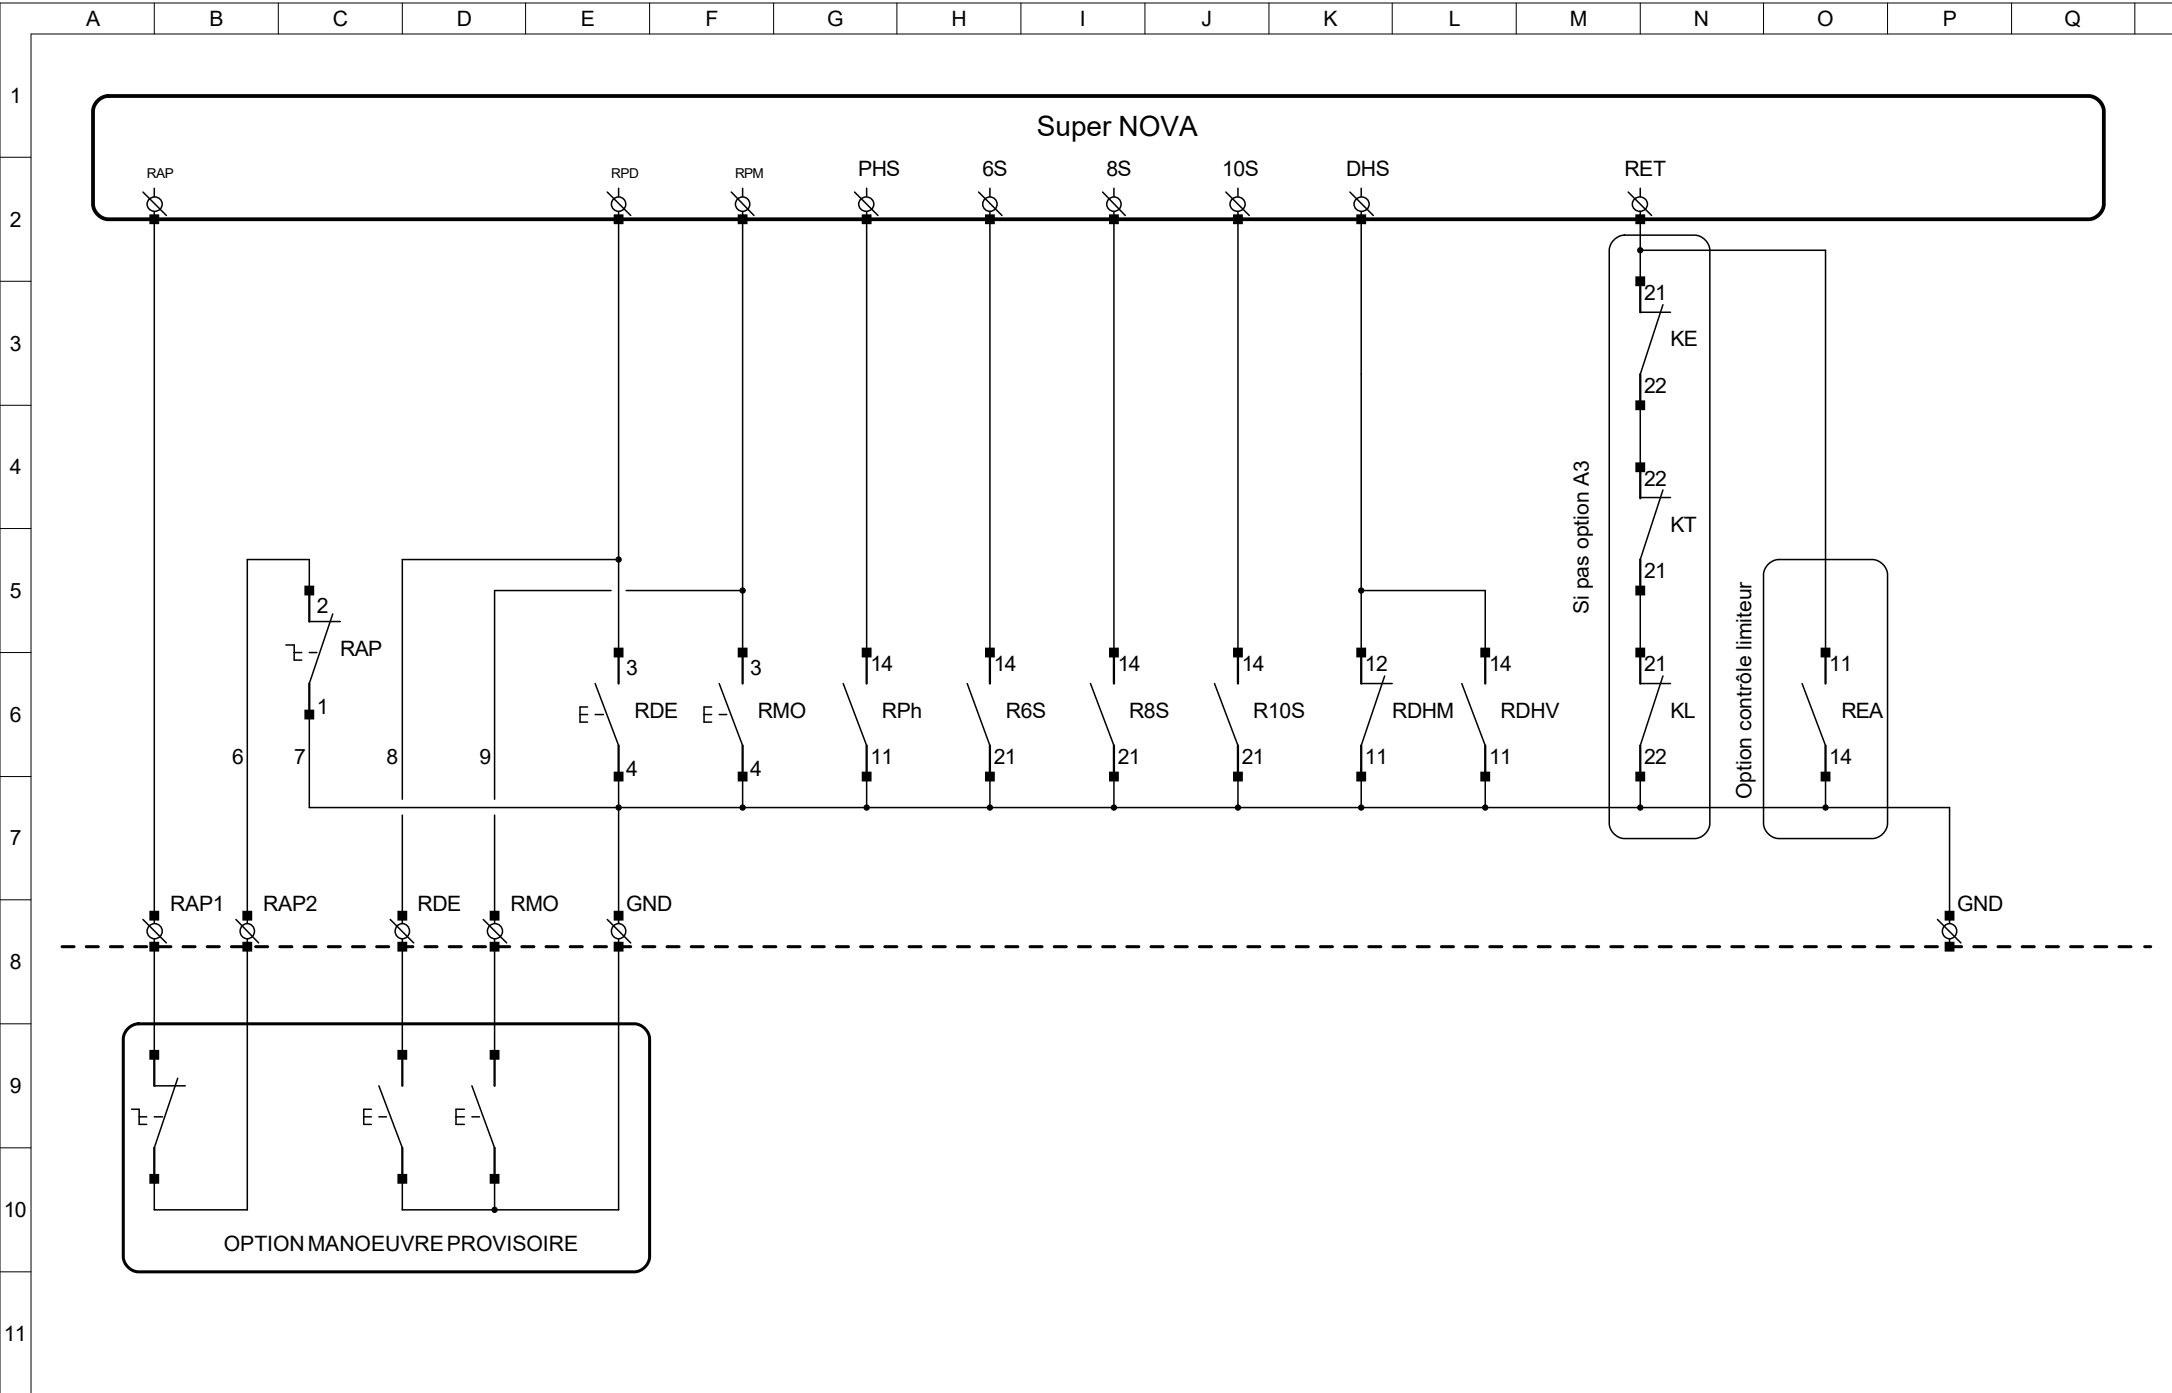 A B C D E F G H I J K L M N O P Q
1
Super NOVA
RAP RPD RPM PHS 6S 8S 10S DHS RET
2
21
3
KE
22
4
22
KT
Si pas option A3
21
5
2
RAP
Option contrôle limiteur
3 3 14 14 14 14 12 14 21 11
1
6
RDE RMO RPh R6S R8S R10S RDHM RDHV KL REA
6 7 8 9
4 4 11 21 21 21 11 11 22 14
7
RAP1 RAP2 RDE RMO GND GND
8
9
10
OPTION MANOEUVRE PROVISOIRE
11